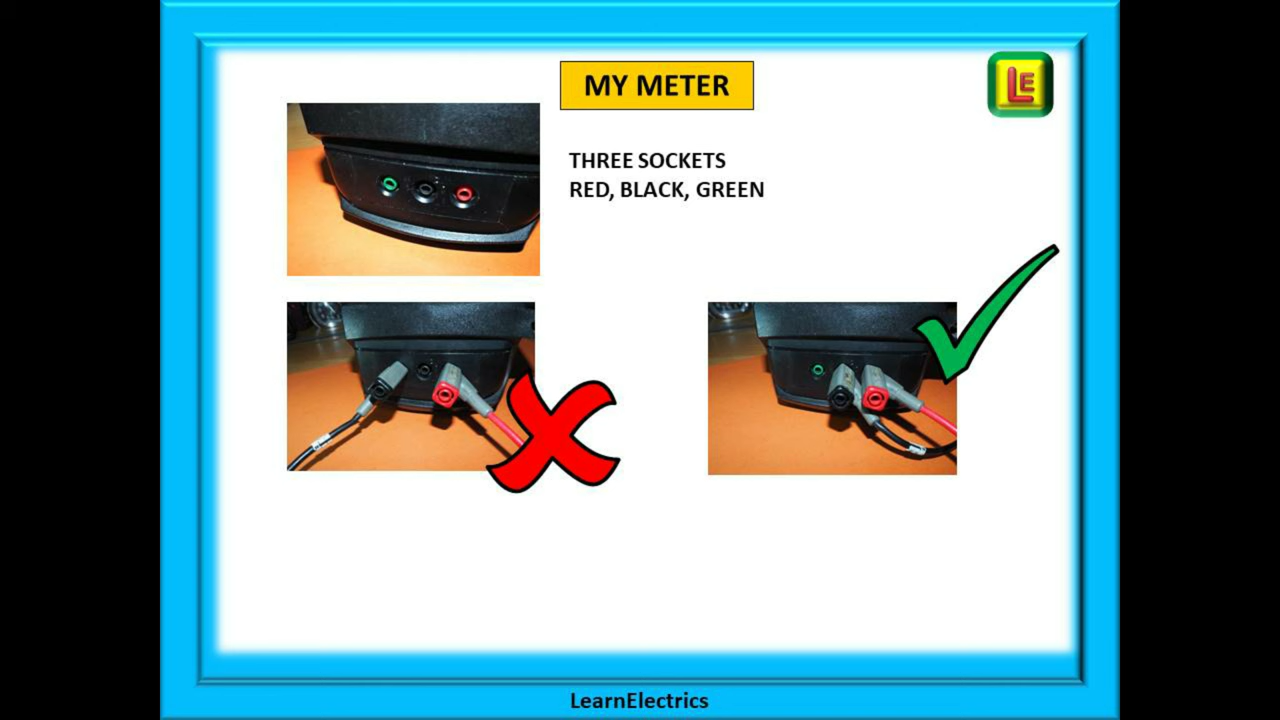 MY METER
LE
THREE SOCKETS
RED, BLACK, GREEN
LearnElectrics